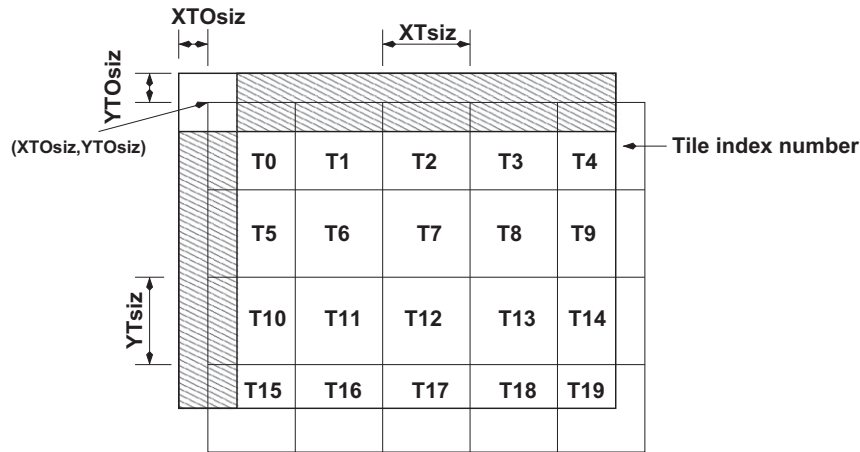 XTOsiz
XTsiz
YTOsiz
(XTOsiz,YTOsiz)
Tile index number
T0 T1 T2 T3 T4
T5 T6 T7 T8 T9
YTsiz
T10 T11 T12 T13 T14
T15 T16 T17 T18 T19